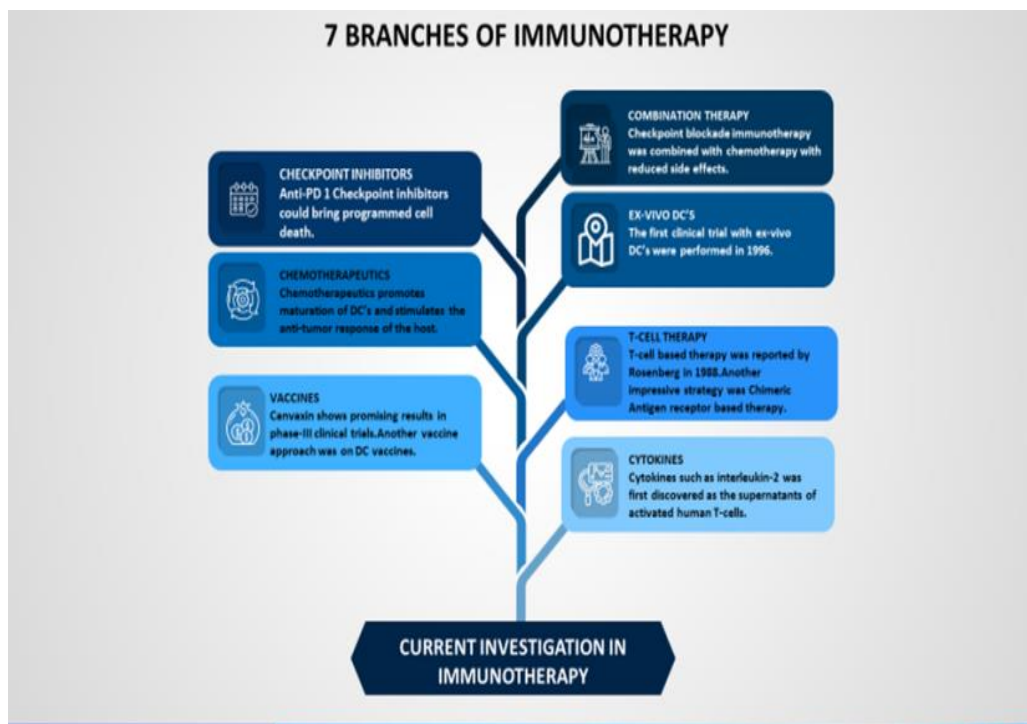 7 BRANCHES OF IMMUNOTHERAPY
COMBINATION THERAPY
Checkpoint blockade immunotherapy
was combined with chemotherapy with
reduced side effects.
CHECKPOINT INHIBITORS
Anti-PD 1 Checkpoint inhibitors
could bring programmed cell
death.
EX-VIVO DC'S
The first clinical trial with ex-vivo
DC's were performed in 1996.
CHEMOTHERAPEUTICS
Chemotherapeutics promotes
maturation of DC's and stimulates the
anti-tumor response of the host.
T-CELL THERAPY
T-cell based therapy was reported by
Rosenberg in 1988.Another
impressive strategy was Chimeric
Antigen receptor based therapy.
VACCINES
Canvaxin shows promising results in
phase-III clinical trials.Another vaccine
approach was on DC vaccines.
CYTOKINES
Cytokines such as interleukin-2 was
first discovered as the supernatants of
activated human T-cells.
CURRENT INVESTIGATION IN
IMMUNOTHERAPY